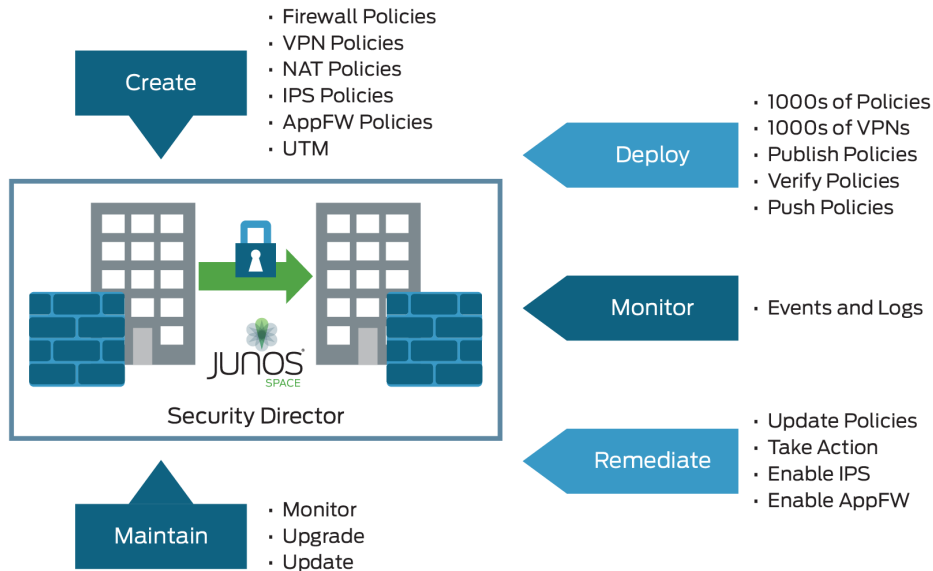 Create
· Firewall Policies
· VPN Policies
· NAT Policies
· IPS Policies
· AppFW Policies
· UTM
Deploy
· 1000s of Policies
· 1000s of VPNs
· Publish Policies
· Verify Policies
· Push Policies
JUNOS®
SPACE
Security Director
Monitor
· Events and Logs
Remediate
· Update Policies
· Take Action
· Enable IPS
· Enable AppFW
Maintain
· Monitor
· Upgrade
· Update